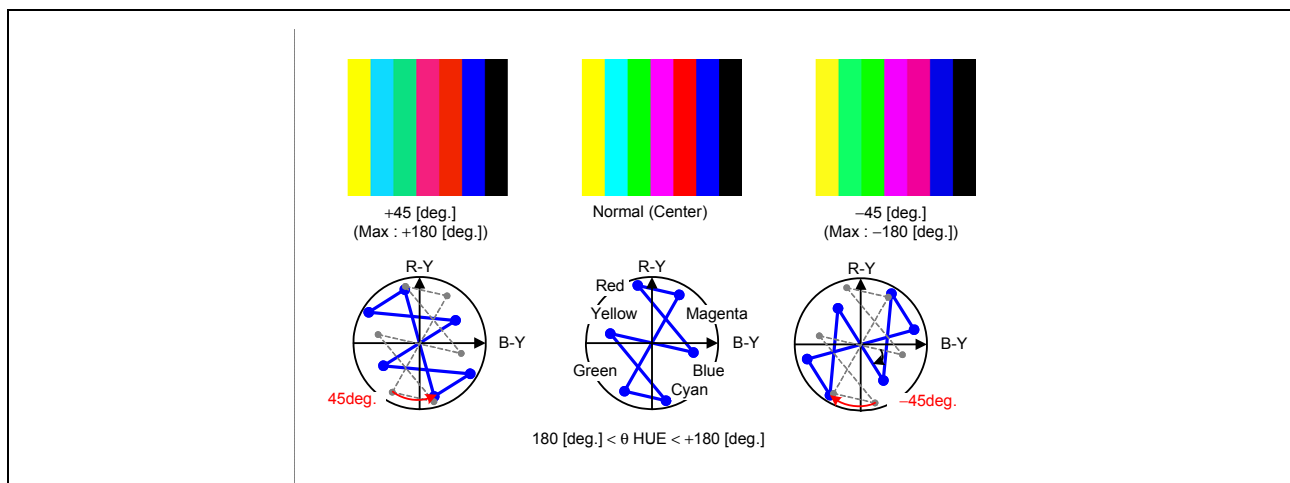 +45 [deg.]
(Max : +180 [deg.])
Normal (Center)
−45 [deg.]
(Max : −180 [deg.])
R-Y
B-Y
45deg.
R-Y
Red
Yellow
Magenta
B-Y
Green
Blue
Cyan
R-Y
B-Y
−45deg.
180 [deg.] < θ HUE < +180 [deg.]